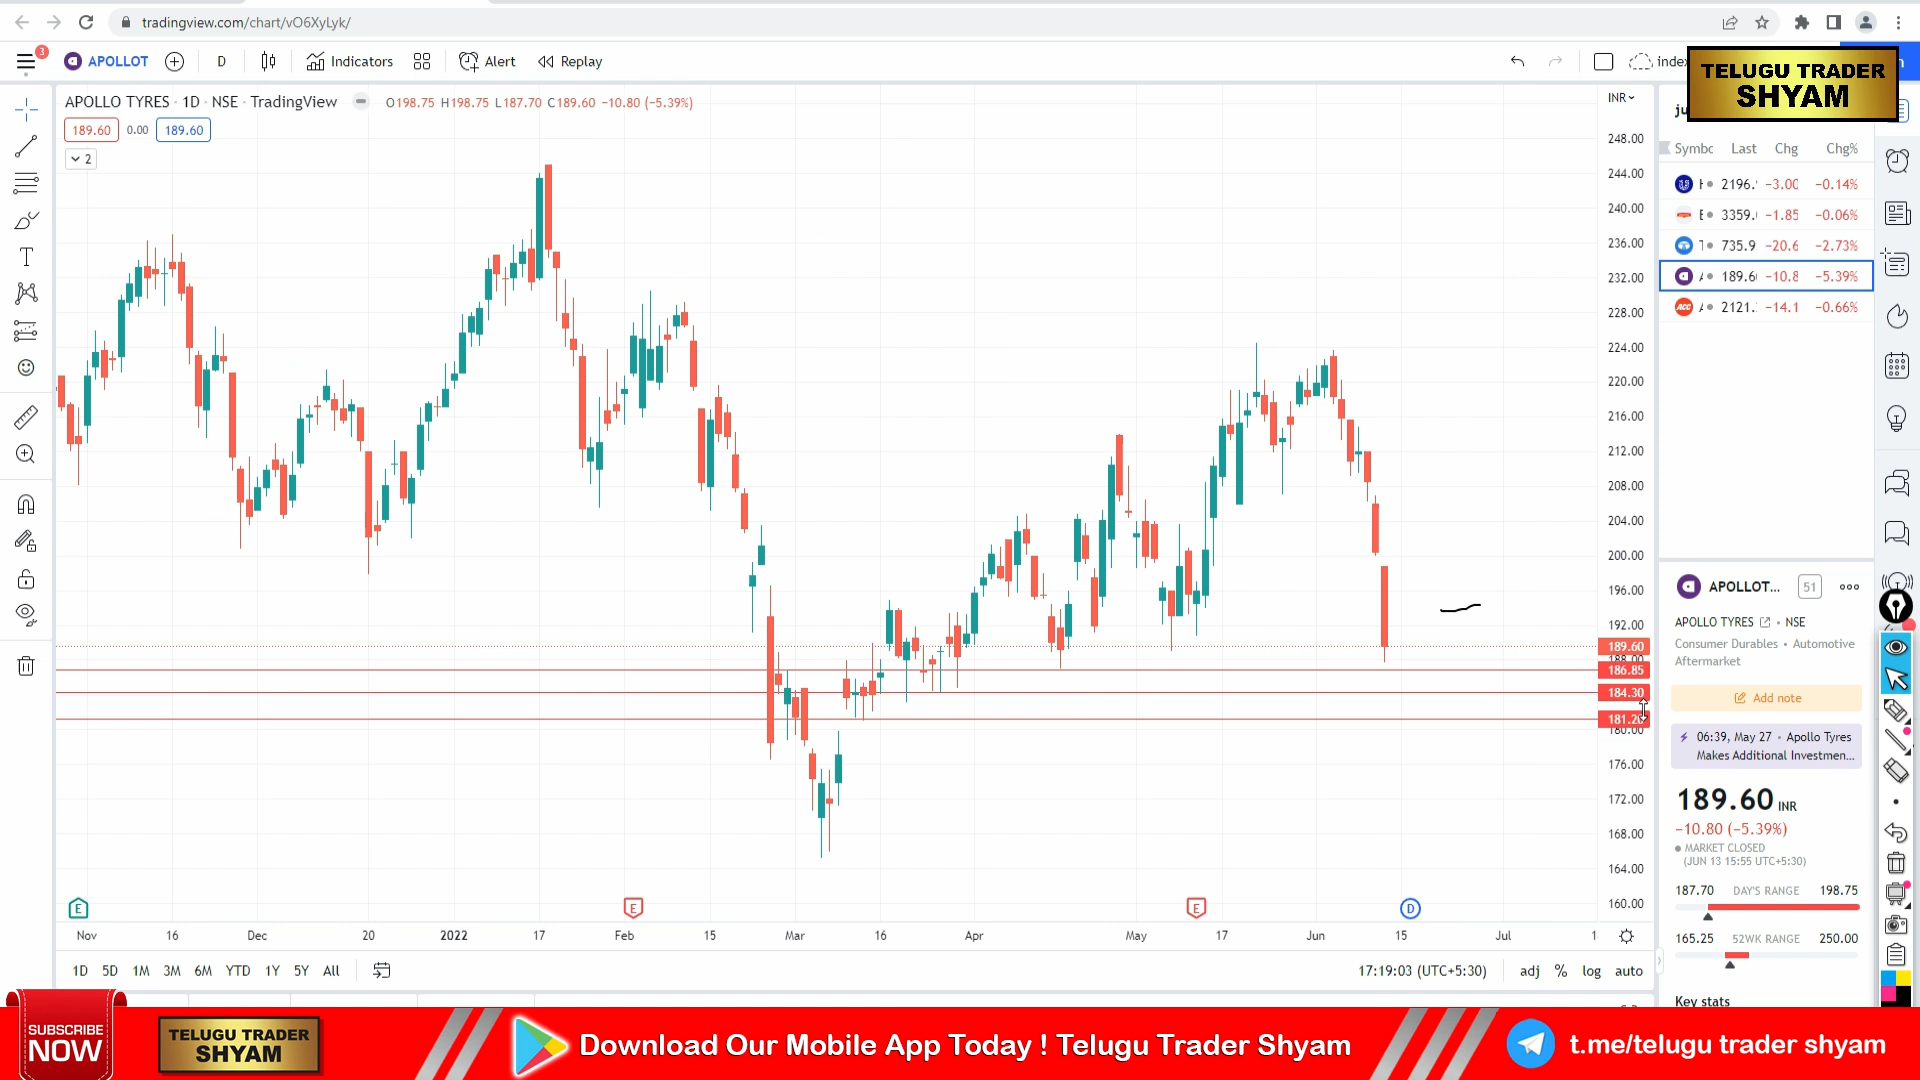 tradingview.com/chart/vO6XyLyk/
3
APOLLOT
D
Indicators
Alert
Replay
TELUGU TRADER
SHYAM
APOLLO TYRES · 1D · NSE · TradingView
O198.75 H198.75 L187.70 C189.60 −10.80 (−5.39%)
189.60 0.00 189.60
2
INR
248.00
244.00
240.00
236.00
232.00
228.00
224.00
220.00
216.00
212.00
208.00
204.00
200.00
196.00
192.00
189.60
188.00
186.85
184.30
181.20
180.00
176.00
172.00
168.00
164.00
160.00
E E E D
Nov 16 Dec 20 2022 17 Feb 15 Mar 16 Apr May 17 Jun 15 Jul
1D 5D 1M 3M 6M YTD 1Y 5Y All
17:19:03 (UTC+5:30) adj % log auto
Last Chg Chg%
2196. −3.00 −0.14%
3359. −1.85 −0.06%
735.9 −20.6 −2.73%
189.6 −10.8 −5.39%
ACC 2121. −14.1 −0.66%
APOLLOT... 51
APOLLO TYRES · NSE
Consumer Durables · Automotive
Aftermarket
Add note
06:39, May 27 · Apollo Tyres
Makes Additional Investmen...
189.60 INR
−10.80 (−5.39%)
MARKET CLOSED
(JUN 13 15:55 UTC+5:30)
187.70 DAY'S RANGE 198.75
165.25 52WK RANGE 250.00
Key stats
SUBSCRIBE
NOW
TELUGU TRADER
SHYAM
Download Our Mobile App Today ! Telugu Trader Shyam
t.me/telugu trader shyam